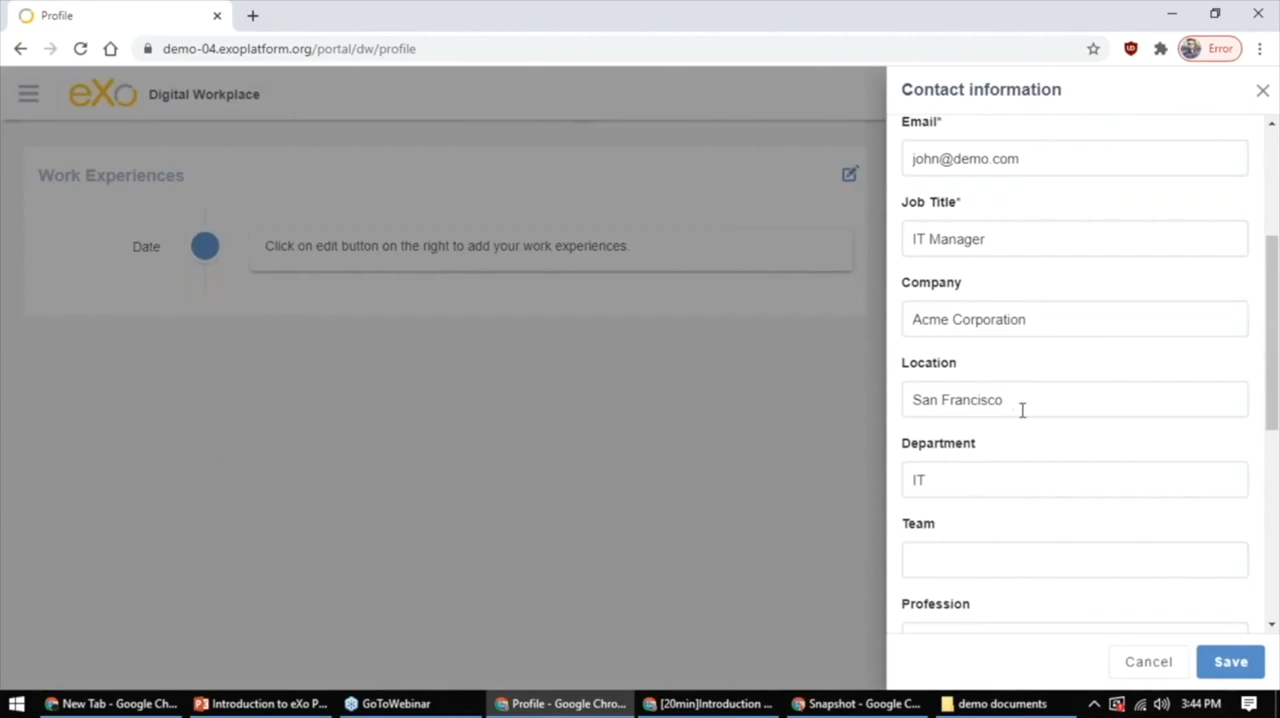 Profile
demo-04.exoplatform.org/portal/dw/profile
Error
eXo Digital Workplace
Work Experiences
Date
Click on edit button on the right to add your work experiences.
Contact information
Email*
john@demo.com
Job Title*
IT Manager
Company
Acme Corporation
Location
San Francisco
Department
IT
Team
Profession
Cancel
Save
New Tab - Google Ch...
Introduction to eXo P...
GoToWebinar
Profile - Google Chro...
[20min]Introduction ...
Snapshot - Google C...
demo documents
3:44 PM